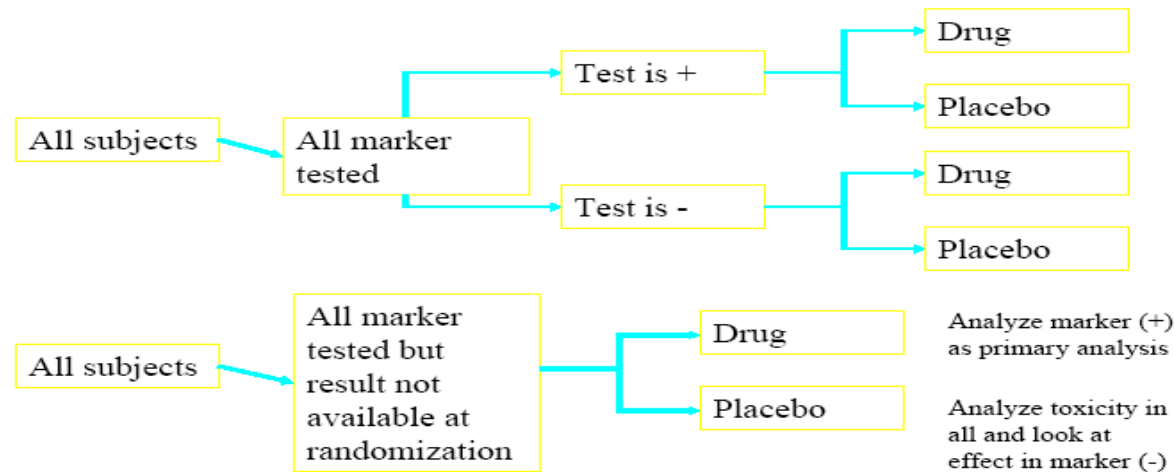 Drug
Test is +
Placebo
All subjects
All marker
tested
Drug
Test is -
Placebo
All subjects
All marker
tested but
result not
available at
randomization
Drug
Placebo
Analyze marker (+)
as primary analysis
Analyze toxicity in
all and look at
effect in marker (-)